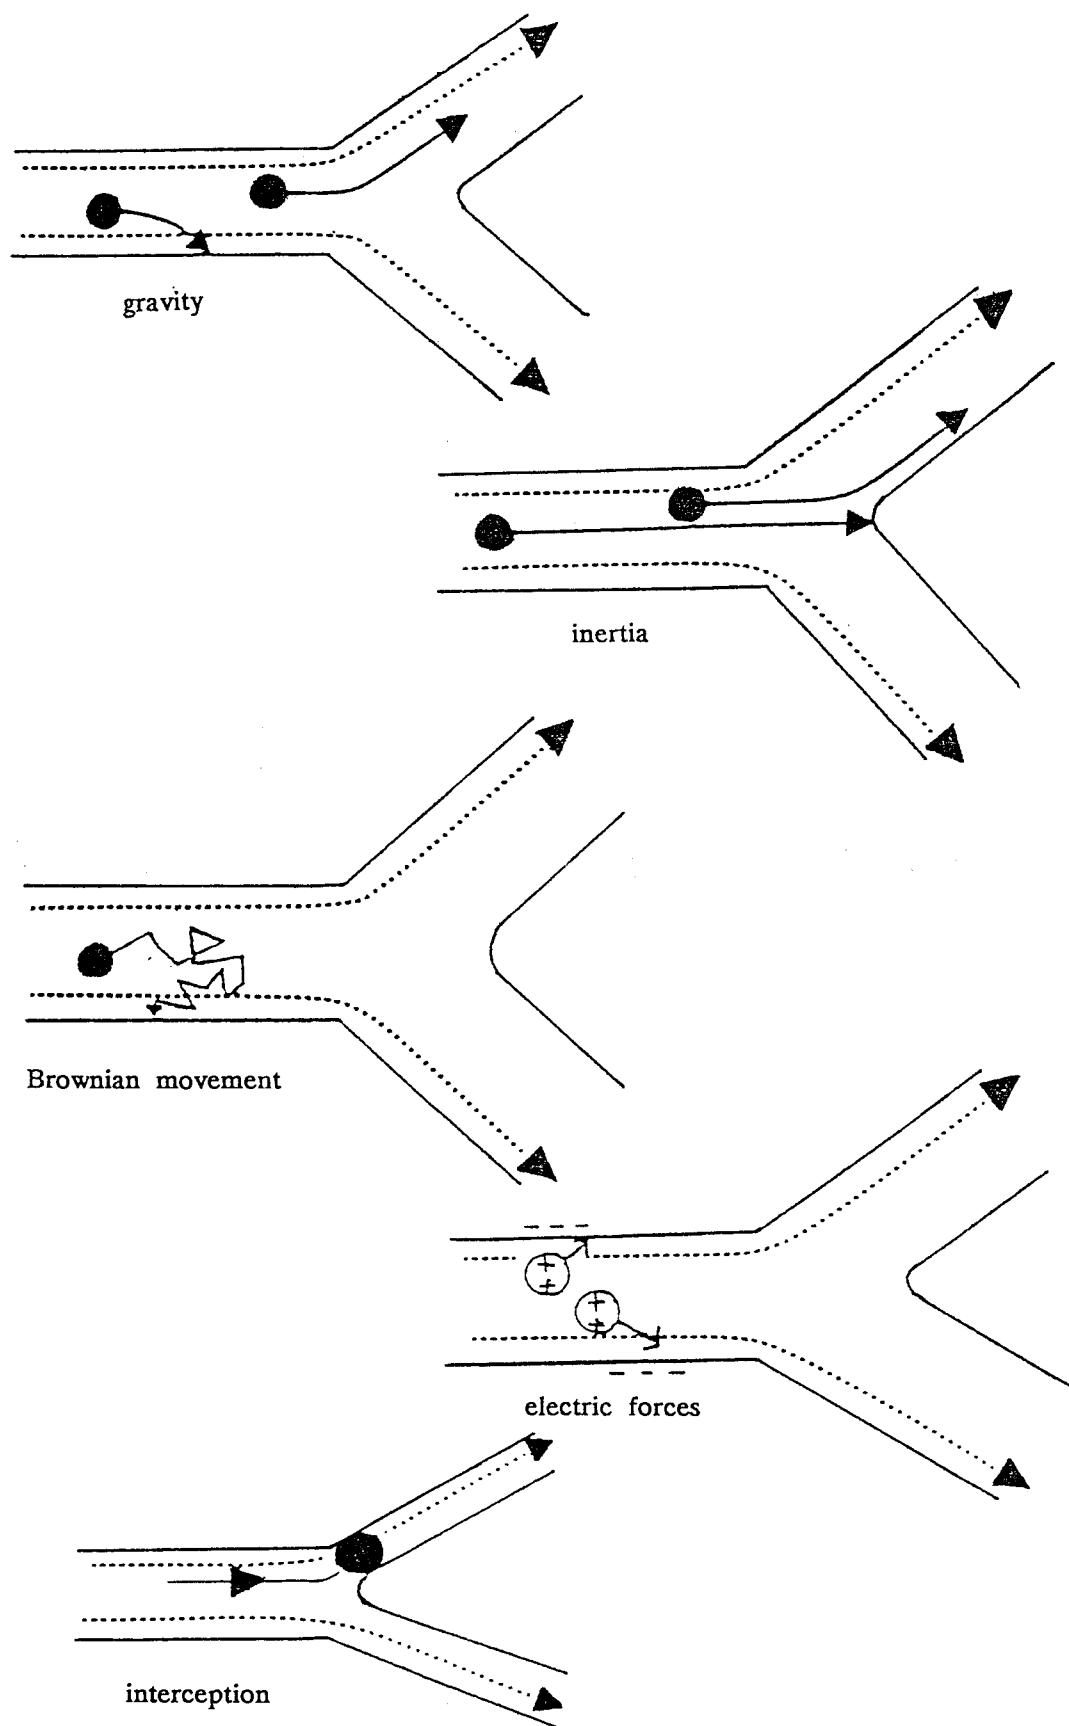 gravity
inertia
Brownian movement
- - -
+
+
+
+
- - -
electric forces
interception